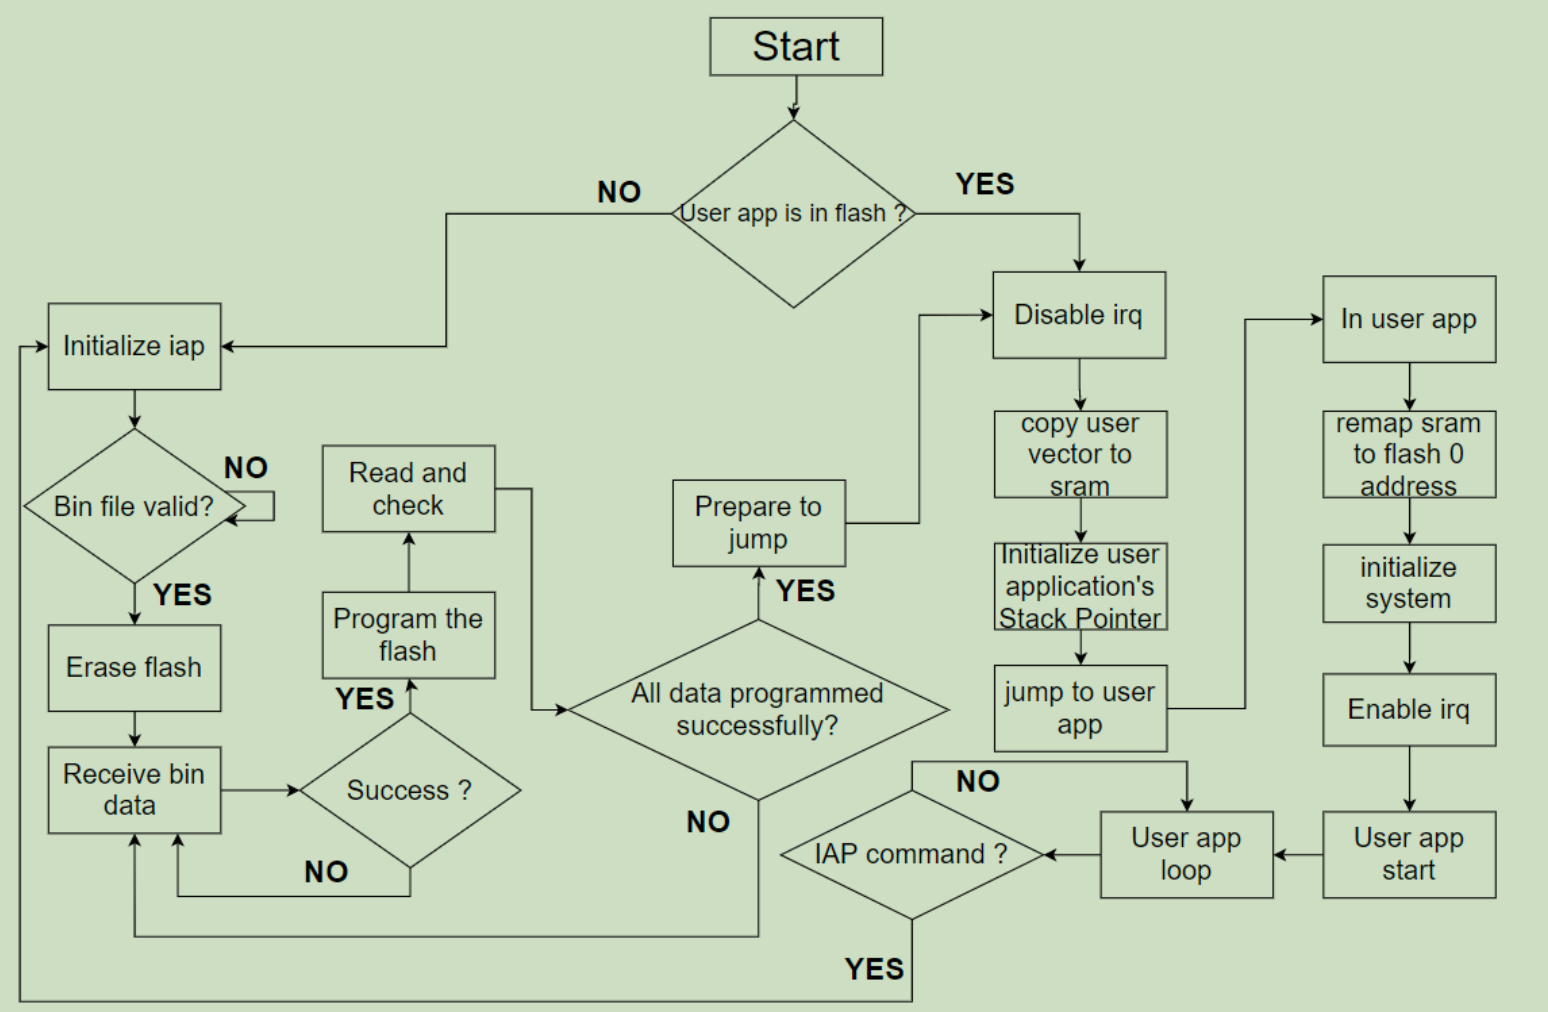 Start
User app is in flash ?
NO
YES
Initialize iap
Bin file valid?
NO
YES
Erase flash
Receive bin
data
Success ?
NO
YES
Program the
flash
Read and
check
All data programmed
successfully?
NO
YES
Prepare to
jump
Disable irq
copy user
vector to
sram
Initialize user
application's
Stack Pointer
jump to user
app
In user app
remap sram
to flash 0
address
initialize
system
Enable irq
User app
start
User app
loop
IAP command ?
NO
YES